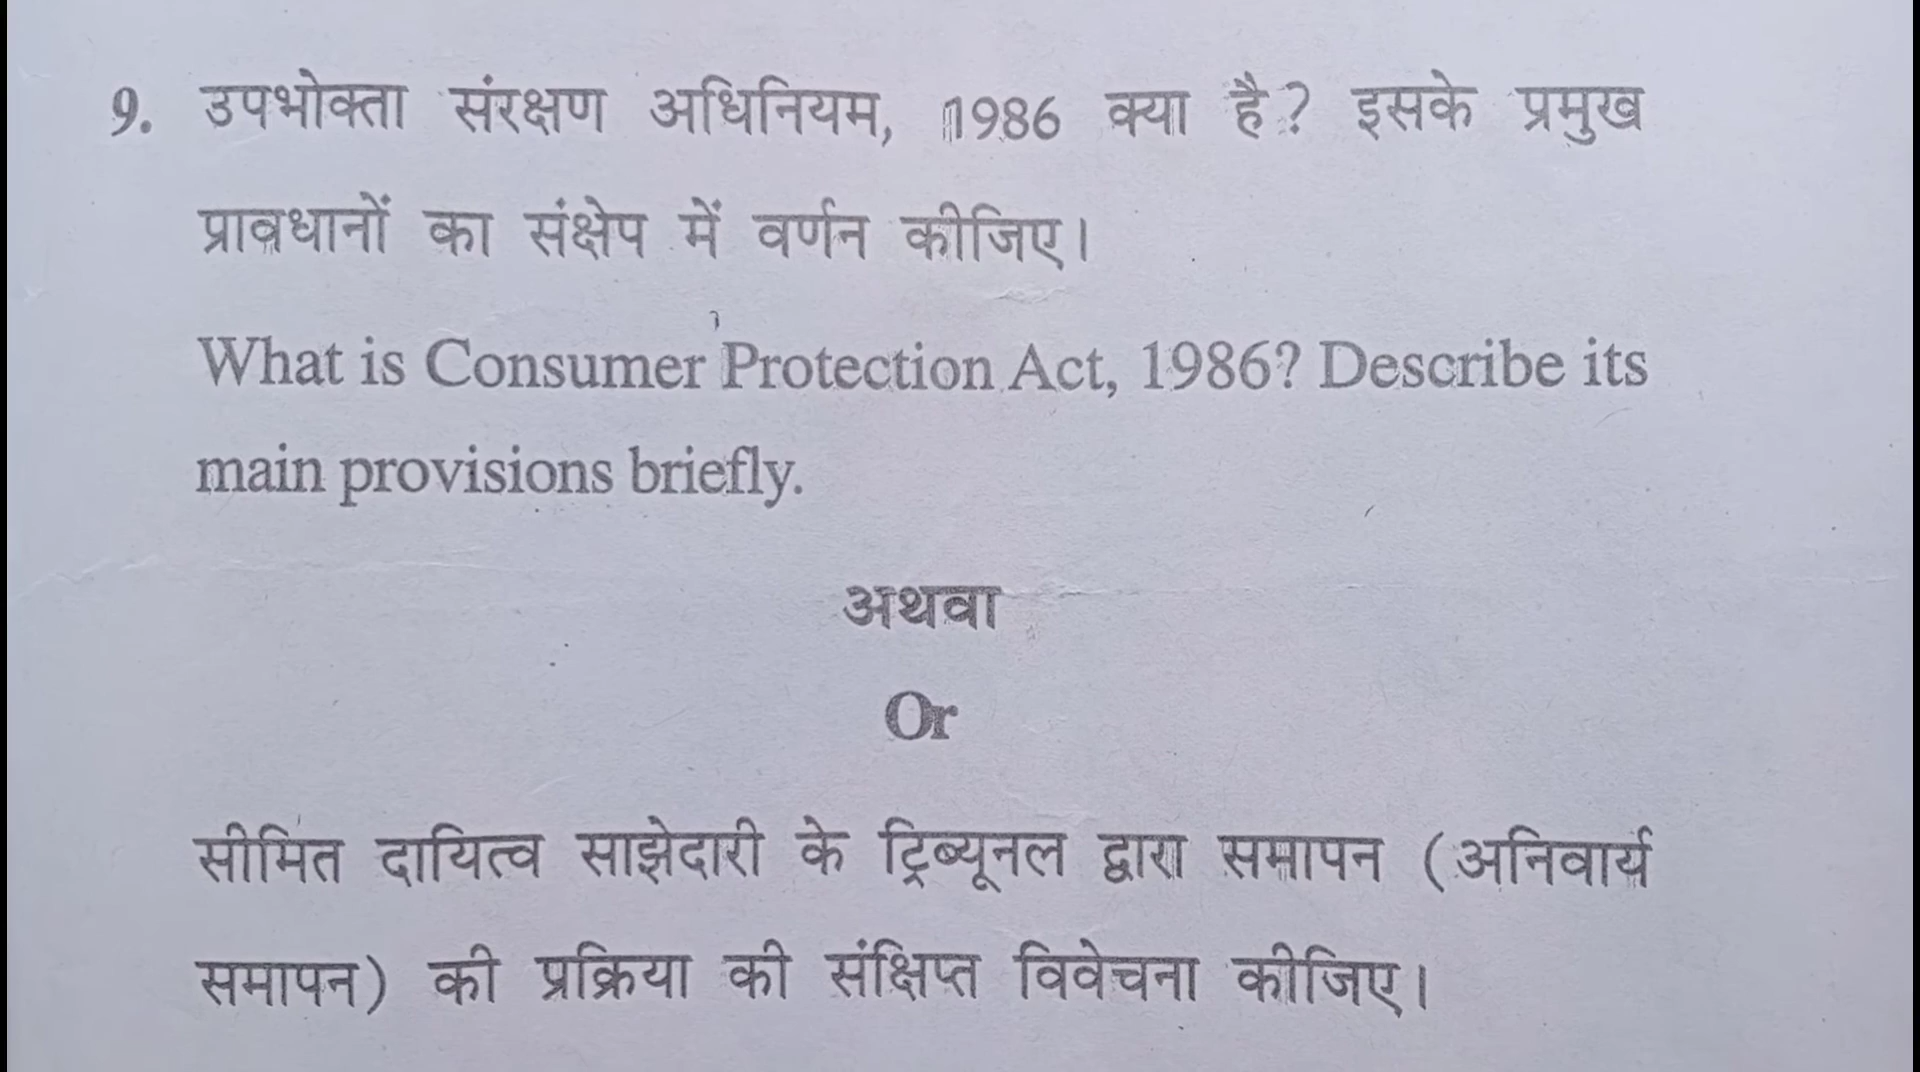 9. उपभोक्ता संरक्षण अधिनियम, 1986 क्या है? इसके प्रमुख
प्रावधानों का संक्षेप में वर्णन कीजिए।
What is Consumer Protection Act, 1986? Describe its
main provisions briefly.
अथवा
Or
सीमित दायित्व साझेदारी के ट्रिब्यूनल द्वारा समापन (अनिवार्य
समापन) की प्रक्रिया की संक्षिप्त विवेचना कीजिए।